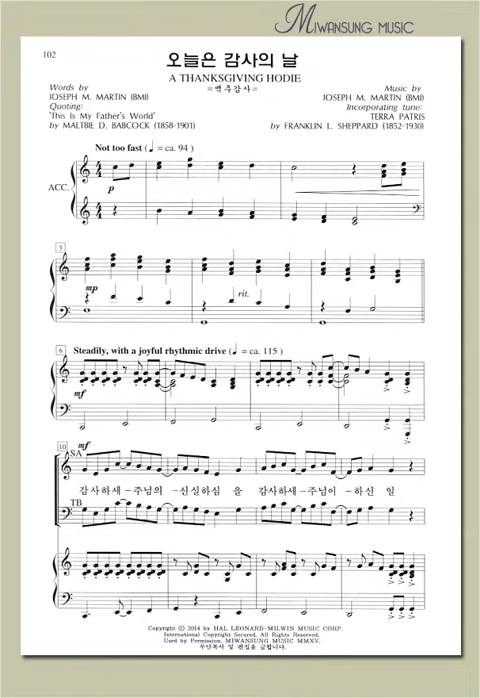 MIWANSUNG MUSIC
102
오늘은 감사의 날
A THANKSGIVING HODIE
= 맥추감사 =
Words by
JOSEPH M. MARTIN (BMI)
Quoting:
'This Is My Father's World'
by MALTBIE D. BABCOCK (1858-1901)
Music by
JOSEPH M. MARTIN (BMI)
Incorporating tune:
TERRA PATRIS
by FRANKLIN L. SHEPPARD (1852-1930)
Not too fast (♩ = ca. 94 )
ACC.
p
3
mp
rit.
6
Steadily, with a joyful rhythmic drive (♩ = ca. 115 )
mf
10
mf
SA
감사하세-주님의 -신실하심 을 감사하세-주님이 -하신 일
TB
Copyright © 2014 by HAL LEONARD-MILWIN MUSIC CORP.
International Copyright Secured. All Rights Reserved.
Used by Permission. MIWANSUNG MUSIC MMXV.
무단복사 및 편집을 금합니다.